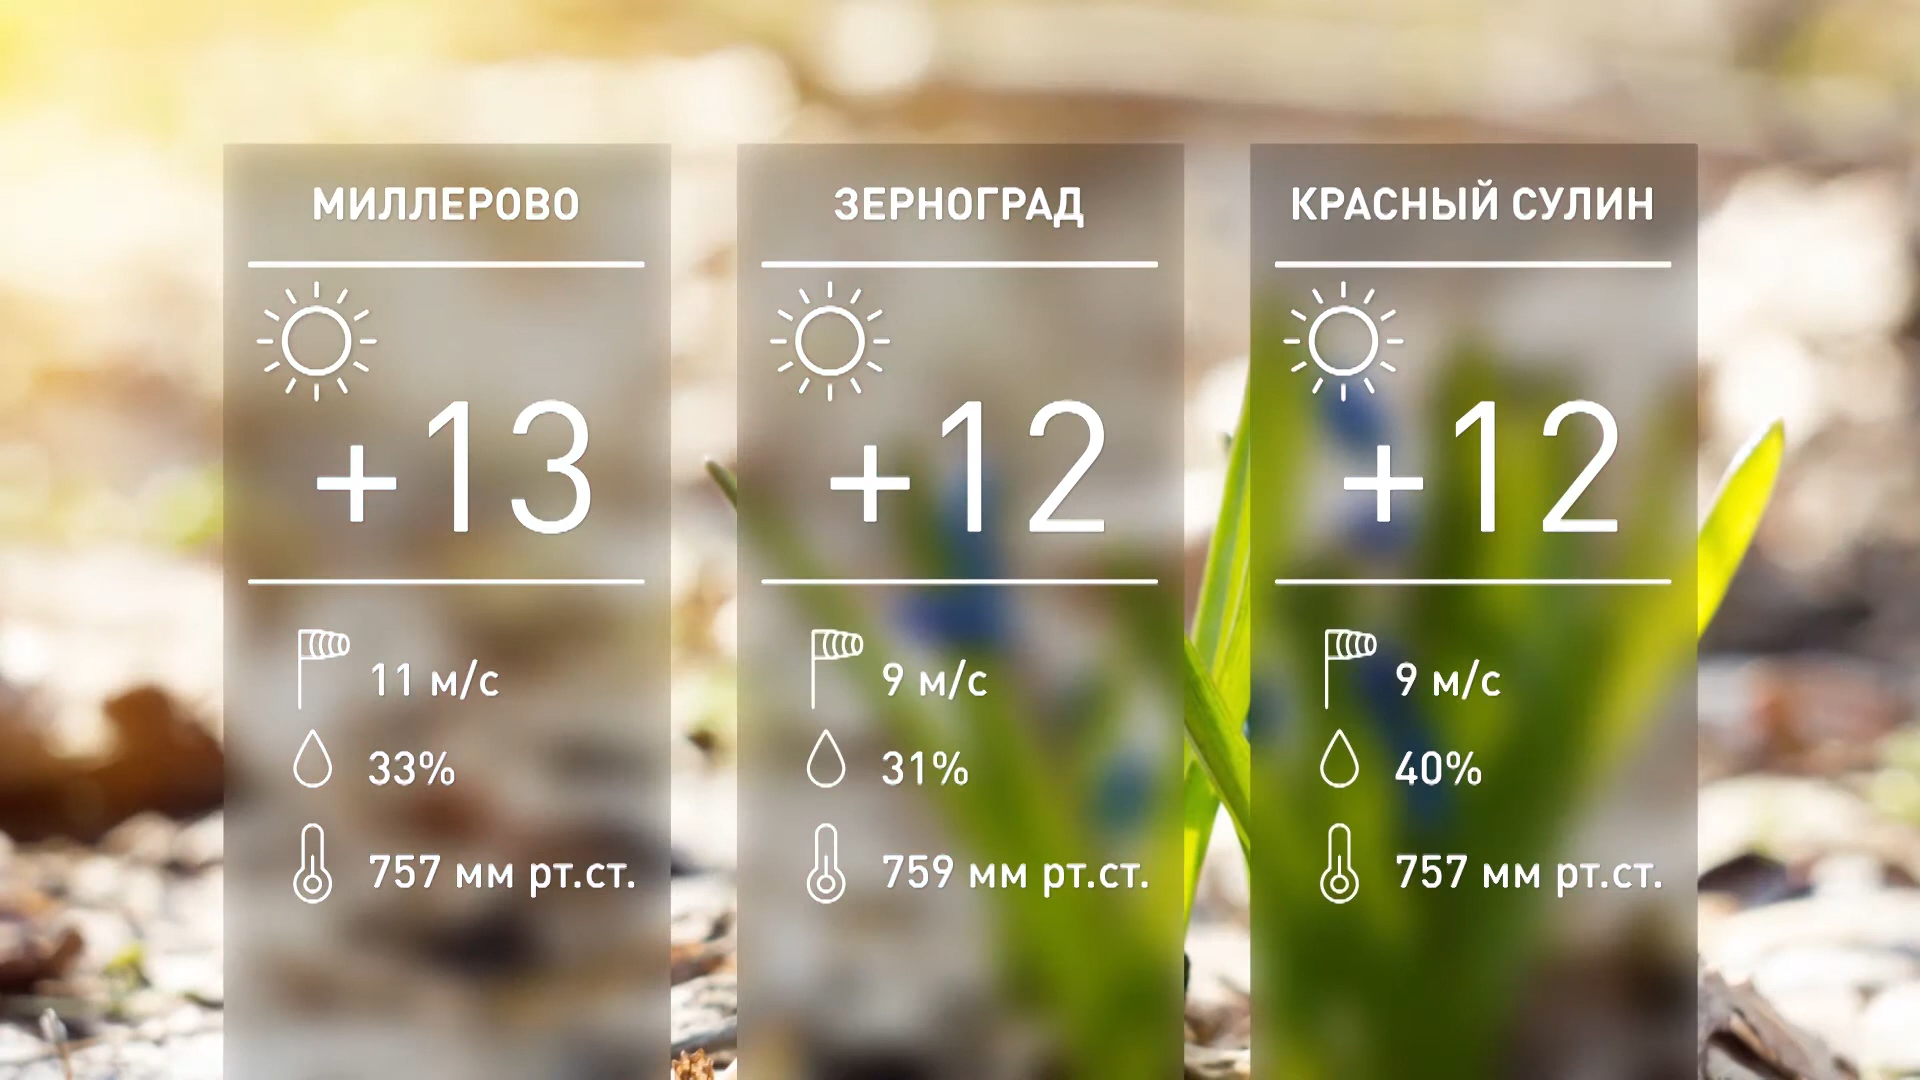 МИЛЛЕРОВО
+13
11 м/с
33%
757 мм рт.ст.
ЗЕРНОГРАД
+12
9 м/с
31%
759 мм рт.ст.
КРАСНЫЙ СУЛИН
+12
9 м/с
40%
757 мм рт.ст.